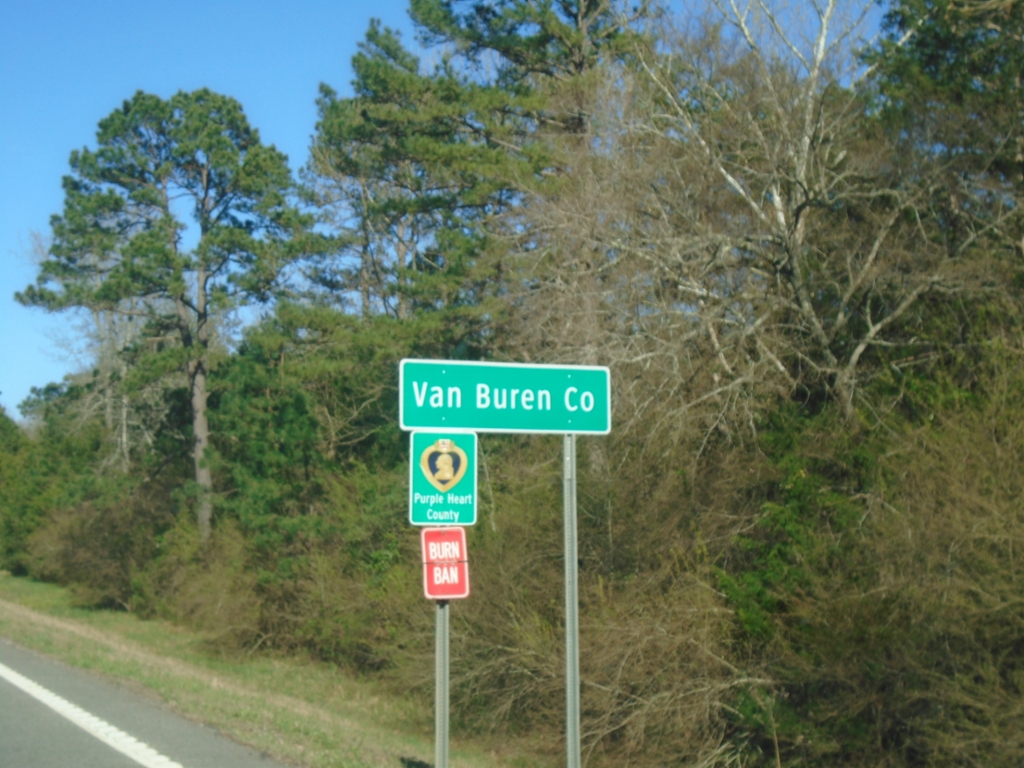 Van Buren Co
Purple Heart
County
BURN
BAN